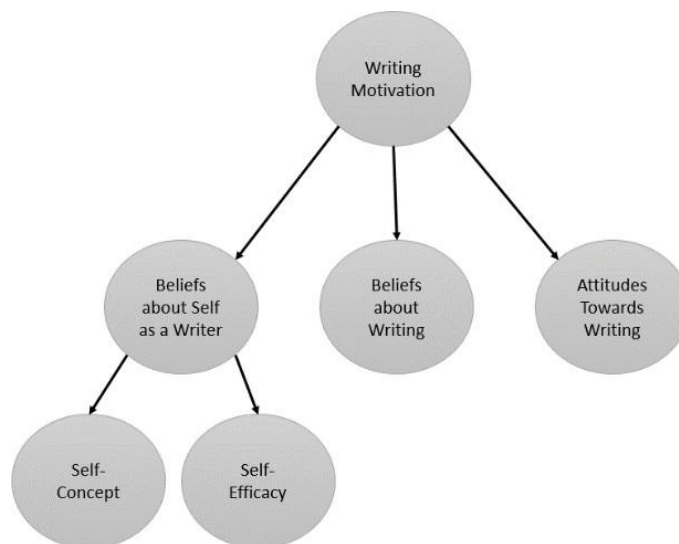 Writing
Motivation
Beliefs
about Self
as a Writer
Beliefs
about
Writing
Attitudes
Towards
Writing
Self-
Concept
Self-
Efficacy